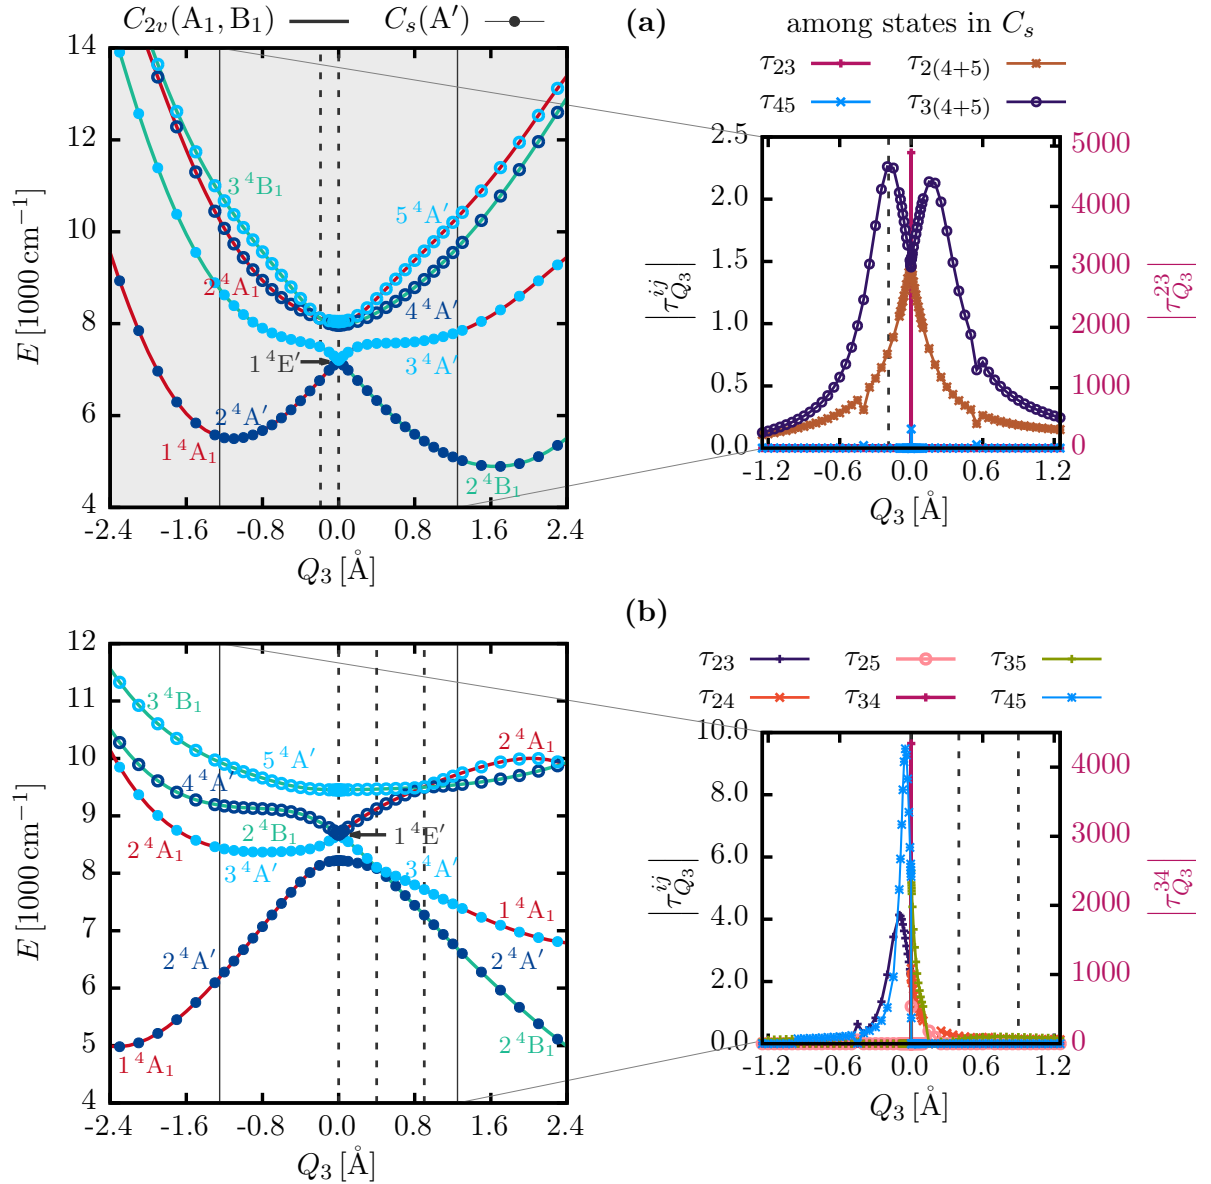 C₂ᵥ(A₁, B₁) Cₛ(A′) (a) among states in Cₛ
τ₂₃ τ₂₍₄₊₅₎
τ₄₅ τ₃₍₄₊₅₎
14
12
10
8
6
4
E [1000 cm⁻¹]
3 ⁴B₁
5 ⁴A′
2 ⁴A₁
4 ⁴A′
1 ⁴E′
3 ⁴A′
2 ⁴A′
1 ⁴A₁
2 ⁴B₁
-2.4 -1.6 -0.8 0.0 0.8 1.6 2.4
Q₃ [Å]
2.5
2.0
1.5
1.0
0.5
0.0
|τ^{ij}_{Q₃}|
5000
4000
3000
2000
1000
0
|τ^{23}_{Q₃}|
-1.2 -0.6 0.0 0.6 1.2
Q₃ [Å]
(b)
τ₂₃ τ₂₅ τ₃₅
τ₂₄ τ₃₄ τ₄₅
12
11
10
9
8
7
6
5
4
E [1000 cm⁻¹]
3 ⁴B₁
2 ⁴A₁
5 ⁴A′
4 ⁴A′
2 ⁴B₁
1 ⁴E′
2 ⁴A₁
3 ⁴A′
3 ⁴A′
1 ⁴A₁
2 ⁴A′
2 ⁴A′
1 ⁴A₁
2 ⁴B₁
-2.4 -1.6 -0.8 0.0 0.8 1.6 2.4
Q₃ [Å]
10.0
8.0
6.0
4.0
2.0
0.0
|τ^{ij}_{Q₃}|
4000
3000
2000
1000
0
|τ^{34}_{Q₃}|
-1.2 -0.6 0.0 0.6 1.2
Q₃ [Å]